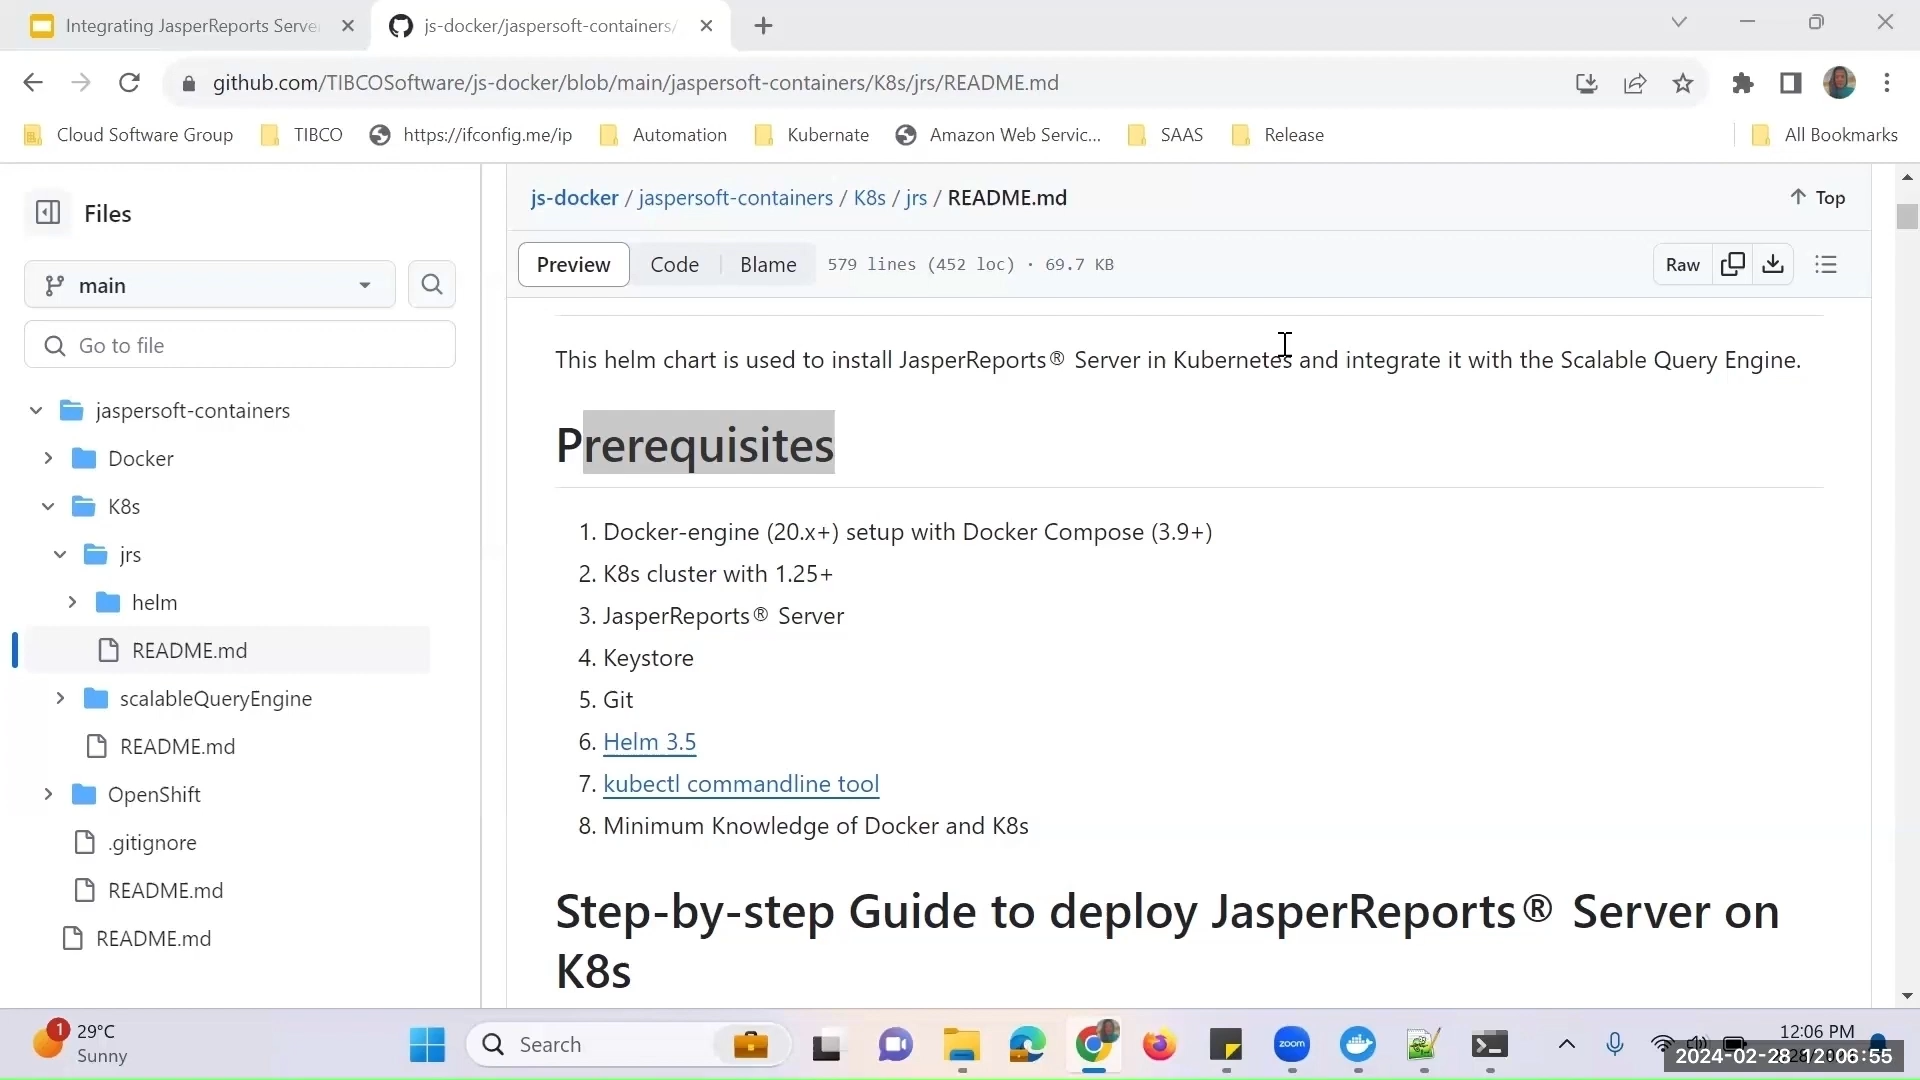 Integrating JasperReports Serve
js-docker/jaspersoft-containers/
github.com/TIBCOSoftware/js-docker/blob/main/jaspersoft-containers/K8s/jrs/README.md
Cloud Software Group
TIBCO
https://ifconfig.me/ip
Automation
Kubernate
Amazon Web Servic...
SAAS
Release
All Bookmarks
Files
main
Go to file
jaspersoft-containers
Docker
K8s
jrs
helm
README.md
scalableQueryEngine
README.md
OpenShift
.gitignore
README.md
README.md
js-docker / jaspersoft-containers / K8s / jrs / README.md
Top
Preview
Code
Blame
579 lines (452 loc) · 69.7 KB
Raw
This helm chart is used to install JasperReports® Server in Kubernetes and integrate it with the Scalable Query Engine.
Prerequisites
1. Docker-engine (20.x+) setup with Docker Compose (3.9+)
2. K8s cluster with 1.25+
3. JasperReports® Server
4. Keystore
5. Git
6. Helm 3.5
7. kubectl commandline tool
8. Minimum Knowledge of Docker and K8s
Step-by-step Guide to deploy JasperReports® Server on
K8s
1
29°C
Sunny
Search
zoom
12:06 PM
2024-02-28 12:06:55